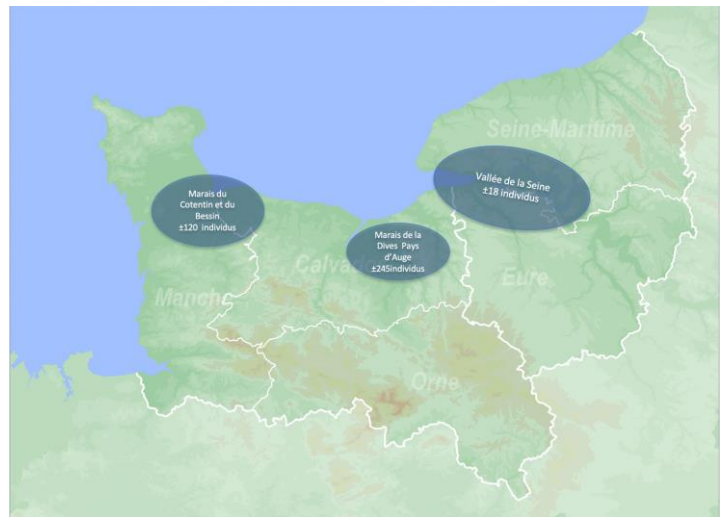 Seine-Maritime
Vallée de la Seine
±18 individus
Marais du
Cotentin et du
Bessin
±120 individus
Marais de la
Dives Pays
d'Auge
±245individus
Calvad
Eure
Manche
Orne